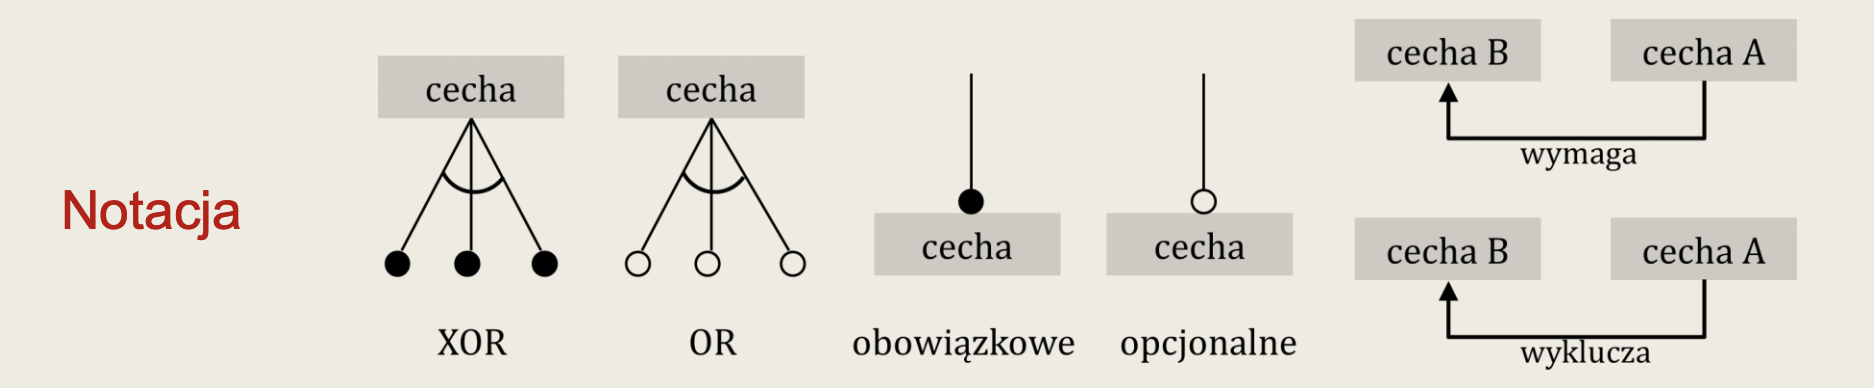 Notacja
cecha
XOR
cecha
OR
cecha
obowiązkowe
cecha
opcjonalne
cecha B
cecha A
wymaga
cecha B
cecha A
wyklucza